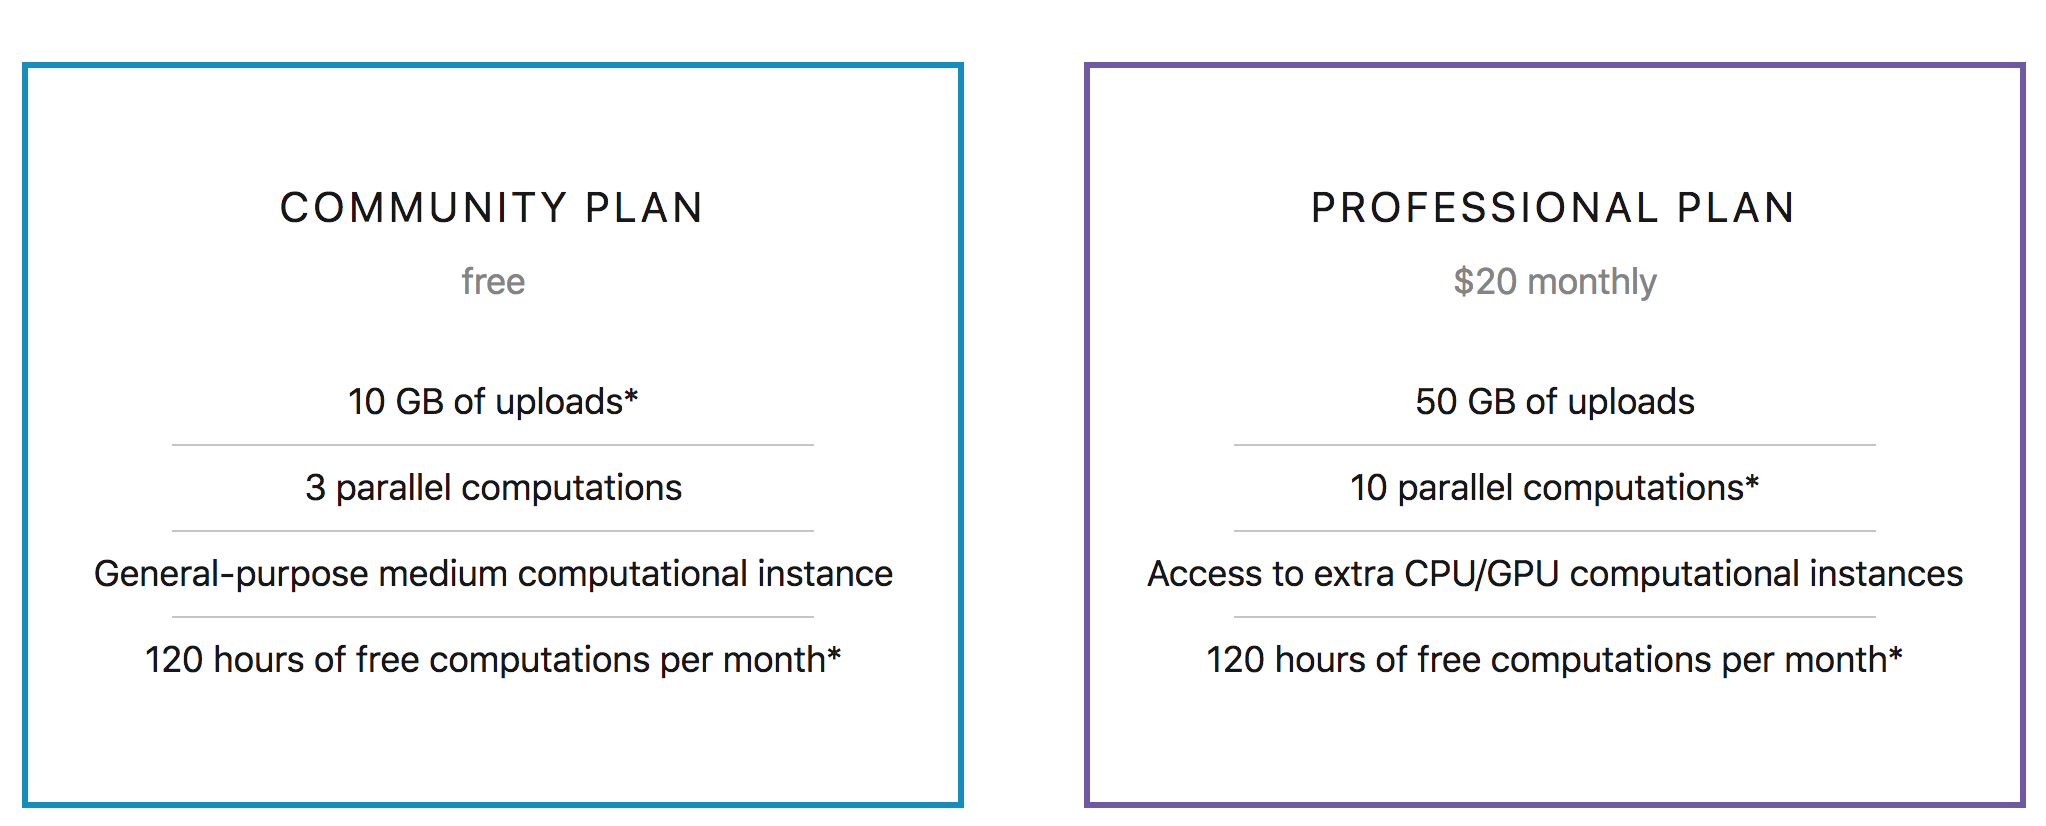 COMMUNITY PLAN
free
10 GB of uploads*
3 parallel computations
General-purpose medium computational instance
120 hours of free computations per month*
PROFESSIONAL PLAN
$20 monthly
50 GB of uploads
10 parallel computations*
Access to extra CPU/GPU computational instances
120 hours of free computations per month*